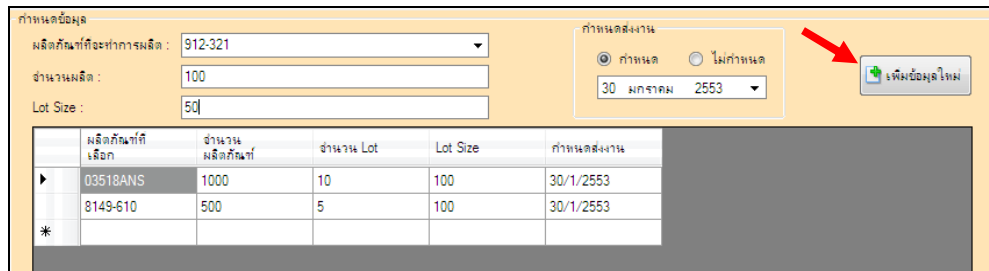 กำหนดข้อมูล
ผลิตภัณฑ์ที่จะทำการผลิต : 912-321
จำนวนผลิต : 100
Lot Size : 50
กำหนดส่งงาน
กำหนด ไม่กำหนด
30 มกราคม 2553
เพิ่มข้อมูลใหม่
ผลิตภัณฑ์ที่เลือก จำนวนผลิตภัณฑ์ จำนวน Lot Lot Size กำหนดส่งงาน
03518ANS 1000 10 100 30/1/2553
8149-610 500 5 100 30/1/2553